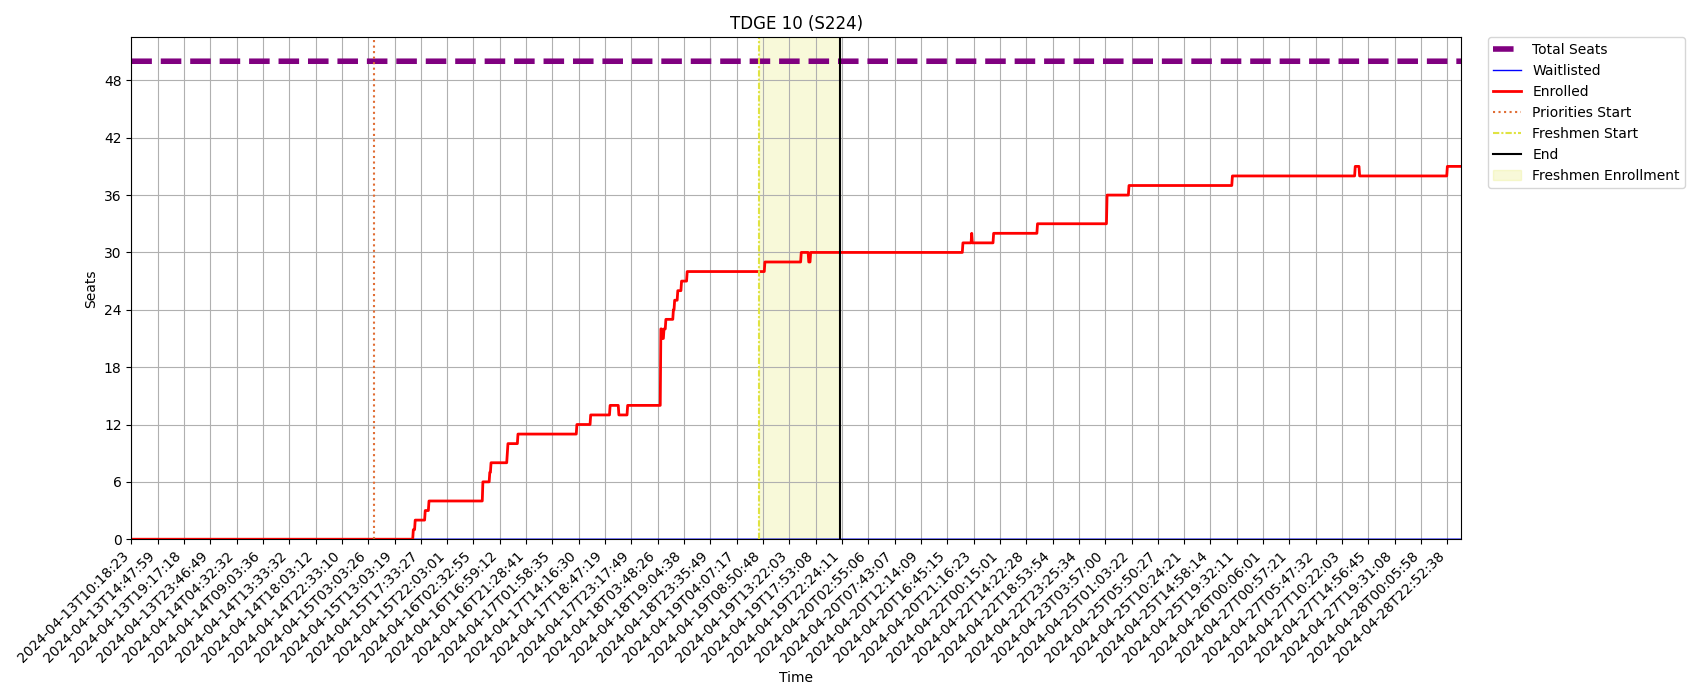 TDGE 10 (S224)
Total Seats
Waitlisted
Enrolled
Priorities Start
Freshmen Start
End
Freshmen Enrollment
Seats
48
42
36
30
24
18
12
6
0
2024-04-13T10:18:23
2024-04-13T14:47:59
2024-04-13T19:17:18
2024-04-13T23:46:49
2024-04-14T04:32:32
2024-04-14T09:03:36
2024-04-14T13:33:32
2024-04-14T18:03:12
2024-04-14T22:33:10
2024-04-15T03:03:26
2024-04-15T13:03:19
2024-04-15T17:33:27
2024-04-15T22:03:01
2024-04-16T02:32:55
2024-04-16T16:59:12
2024-04-16T21:28:41
2024-04-17T01:58:35
2024-04-17T14:16:30
2024-04-17T18:47:19
2024-04-17T23:17:49
2024-04-18T03:48:26
2024-04-18T19:04:38
2024-04-18T23:35:49
2024-04-19T04:07:17
2024-04-19T08:50:48
2024-04-19T13:22:03
2024-04-19T17:53:08
2024-04-19T22:24:11
2024-04-20T02:55:06
2024-04-20T07:43:07
2024-04-20T12:14:09
2024-04-20T16:45:15
2024-04-20T21:16:23
2024-04-22T00:15:01
2024-04-22T14:22:28
2024-04-22T18:53:54
2024-04-22T23:25:34
2024-04-23T03:57:00
2024-04-25T01:03:22
2024-04-25T05:50:27
2024-04-25T10:24:21
2024-04-25T14:58:14
2024-04-25T19:32:11
2024-04-26T00:06:01
2024-04-27T00:57:21
2024-04-27T05:47:32
2024-04-27T10:22:03
2024-04-27T14:56:45
2024-04-27T19:31:08
2024-04-28T00:05:58
2024-04-28T22:52:38
Time